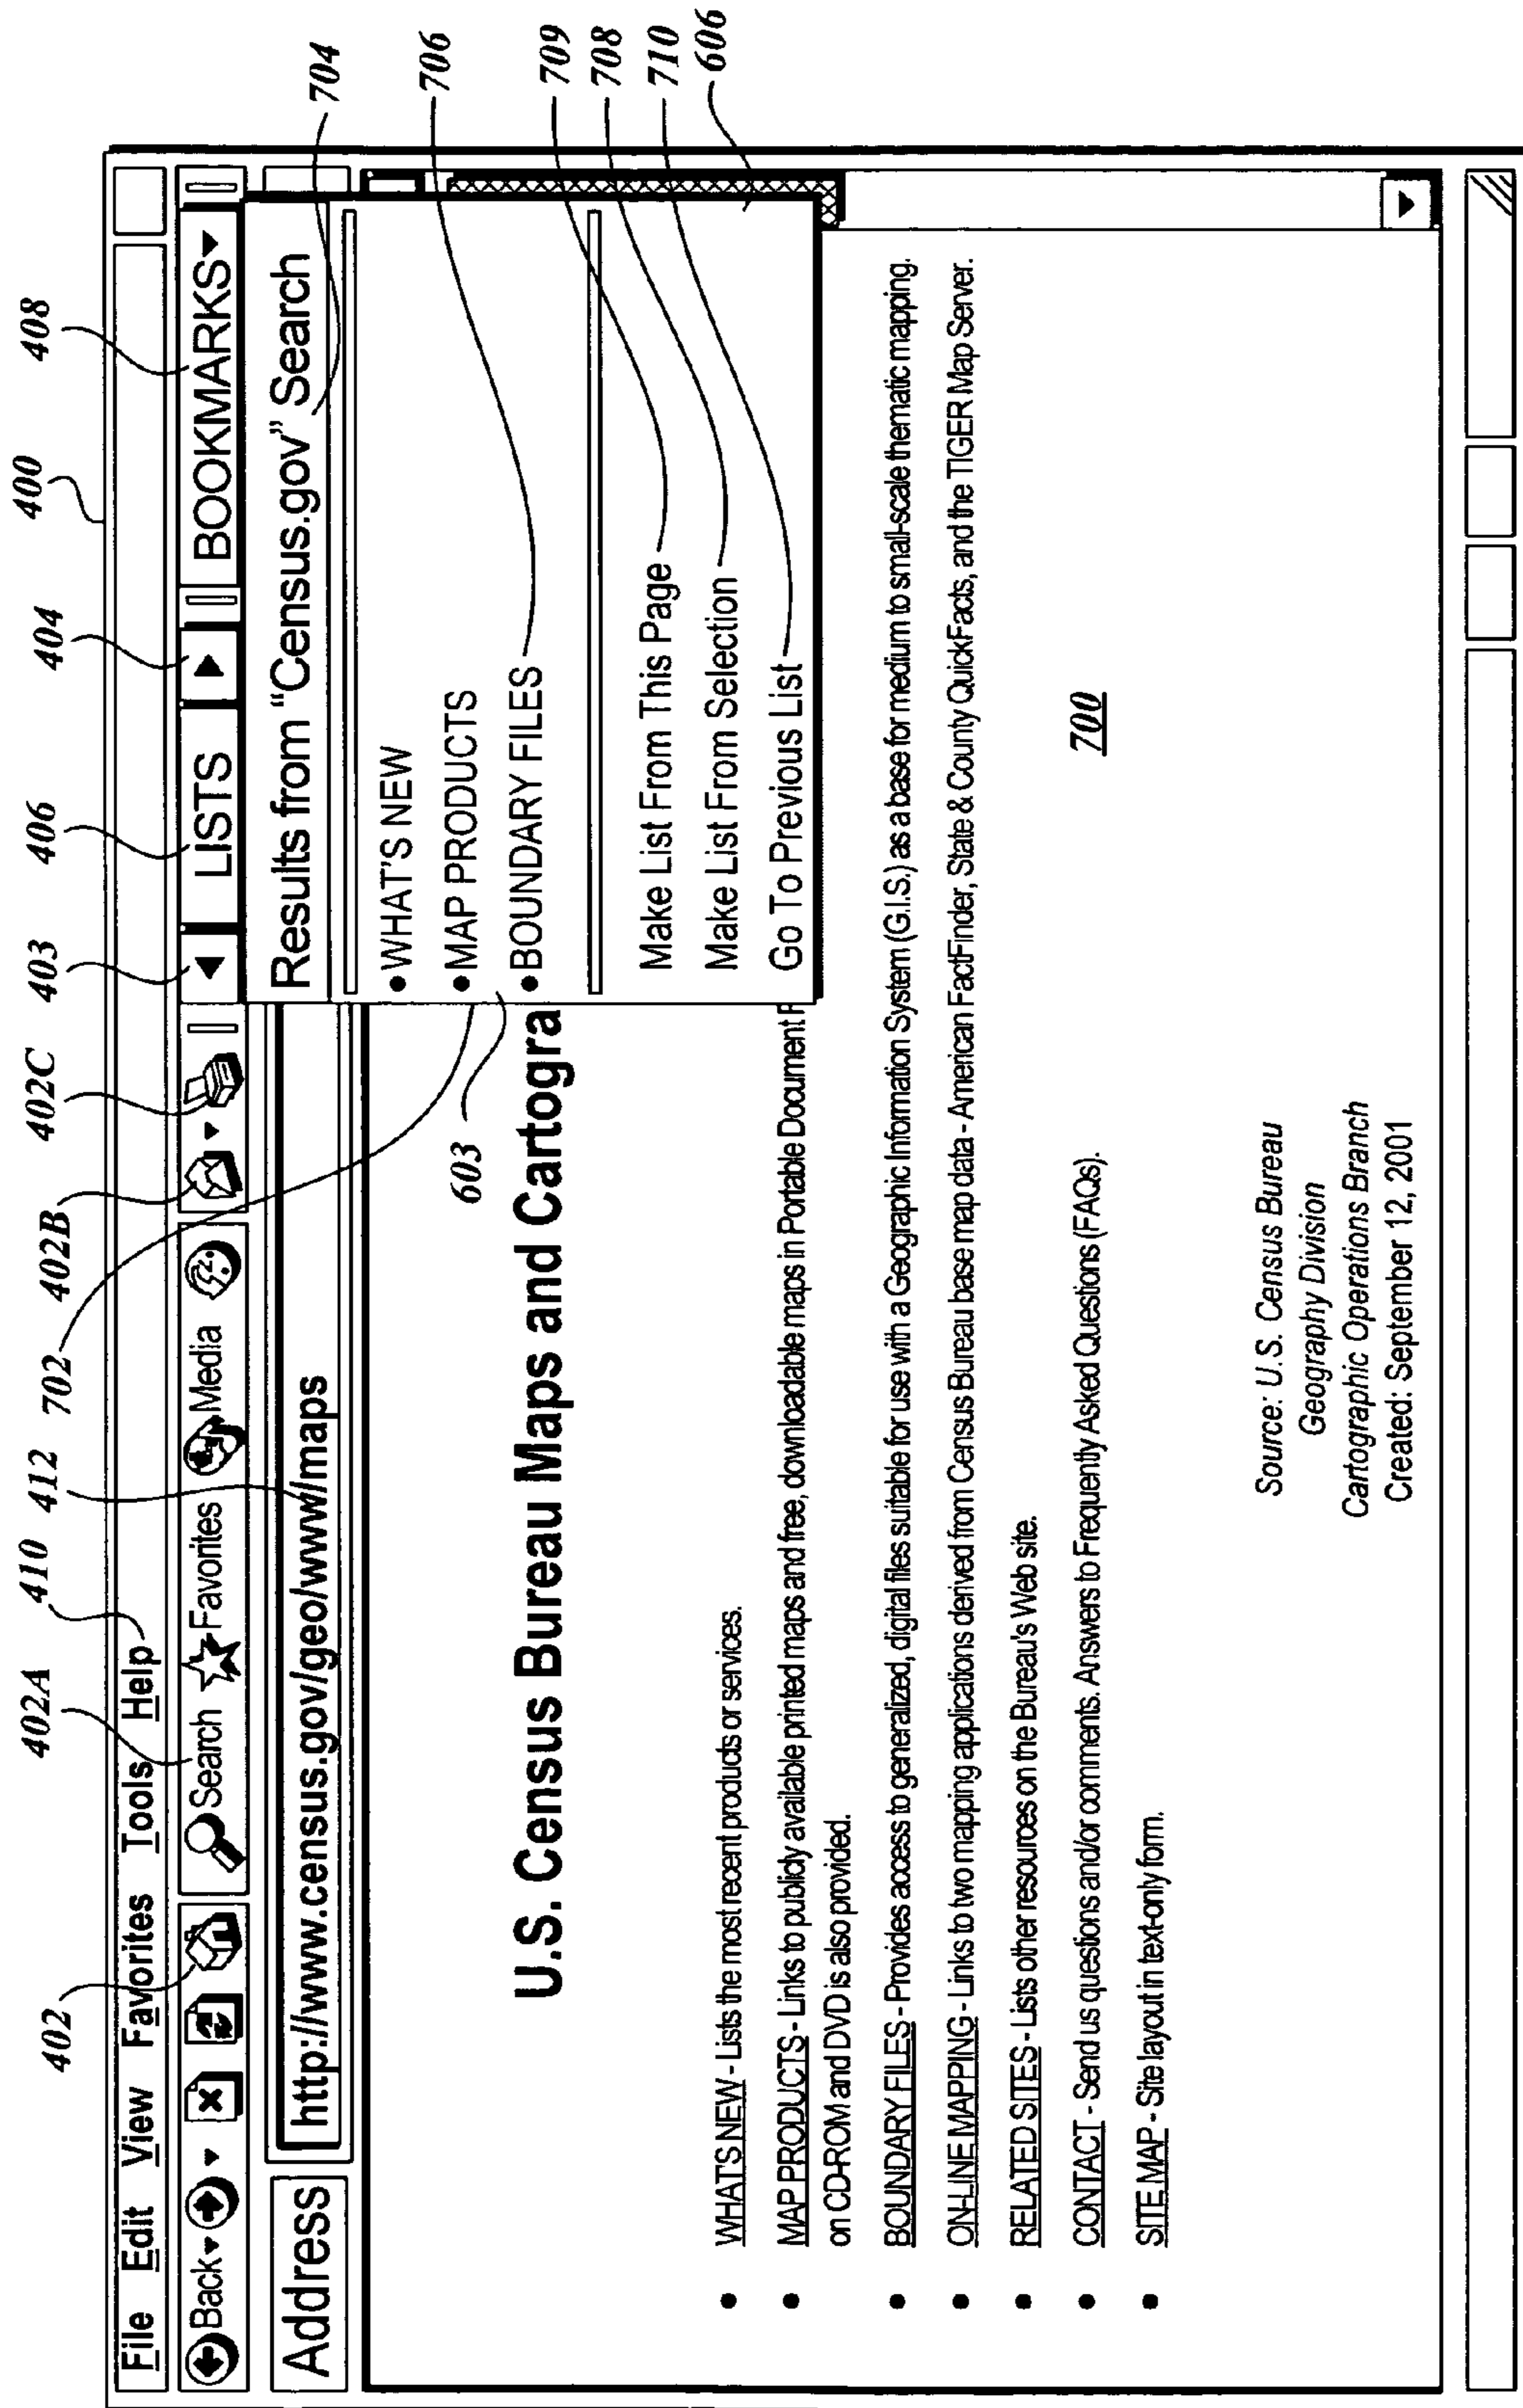 400
402 402A 410 412 702 402B 402C 403 406 404 408
File Edit View Favorites Tools Help
Back Search Favorites Media LISTS BOOKMARKS
Address http://www.census.gov/geo/www/maps
Results from "Census.gov" Search
704
• WHAT'S NEW
• MAP PRODUCTS
• BOUNDARY FILES
706
603
Make List From This Page
709
Make List From Selection
708
Go To Previous List
710
606
U.S. Census Bureau Maps and Cartogra
• WHAT'S NEW - Lists the most recent products or services.
• MAP PRODUCTS - Links to publicly available printed maps and free, downloadable maps in Portable Document F
on CD-ROM and DVD is also provided.
• BOUNDARY FILES - Provides access to generalized, digital files suitable for use with a Geographic Information System (G.I.S.) as a base for medium to small-scale thematic mapping.
• ON-LINE MAPPING - Links to two mapping applications derived from Census Bureau base map data - American FactFinder, State & County QuickFacts, and the TIGER Map Server.
• RELATED SITES - Lists other resources on the Bureau's Web site.
• CONTACT - Send us questions and/or comments. Answers to Frequently Asked Questions (FAQs).
• SITE MAP - Site layout in text-only form.
700
Source: U.S. Census Bureau
Geography Division
Cartographic Operations Branch
Created: September 12, 2001